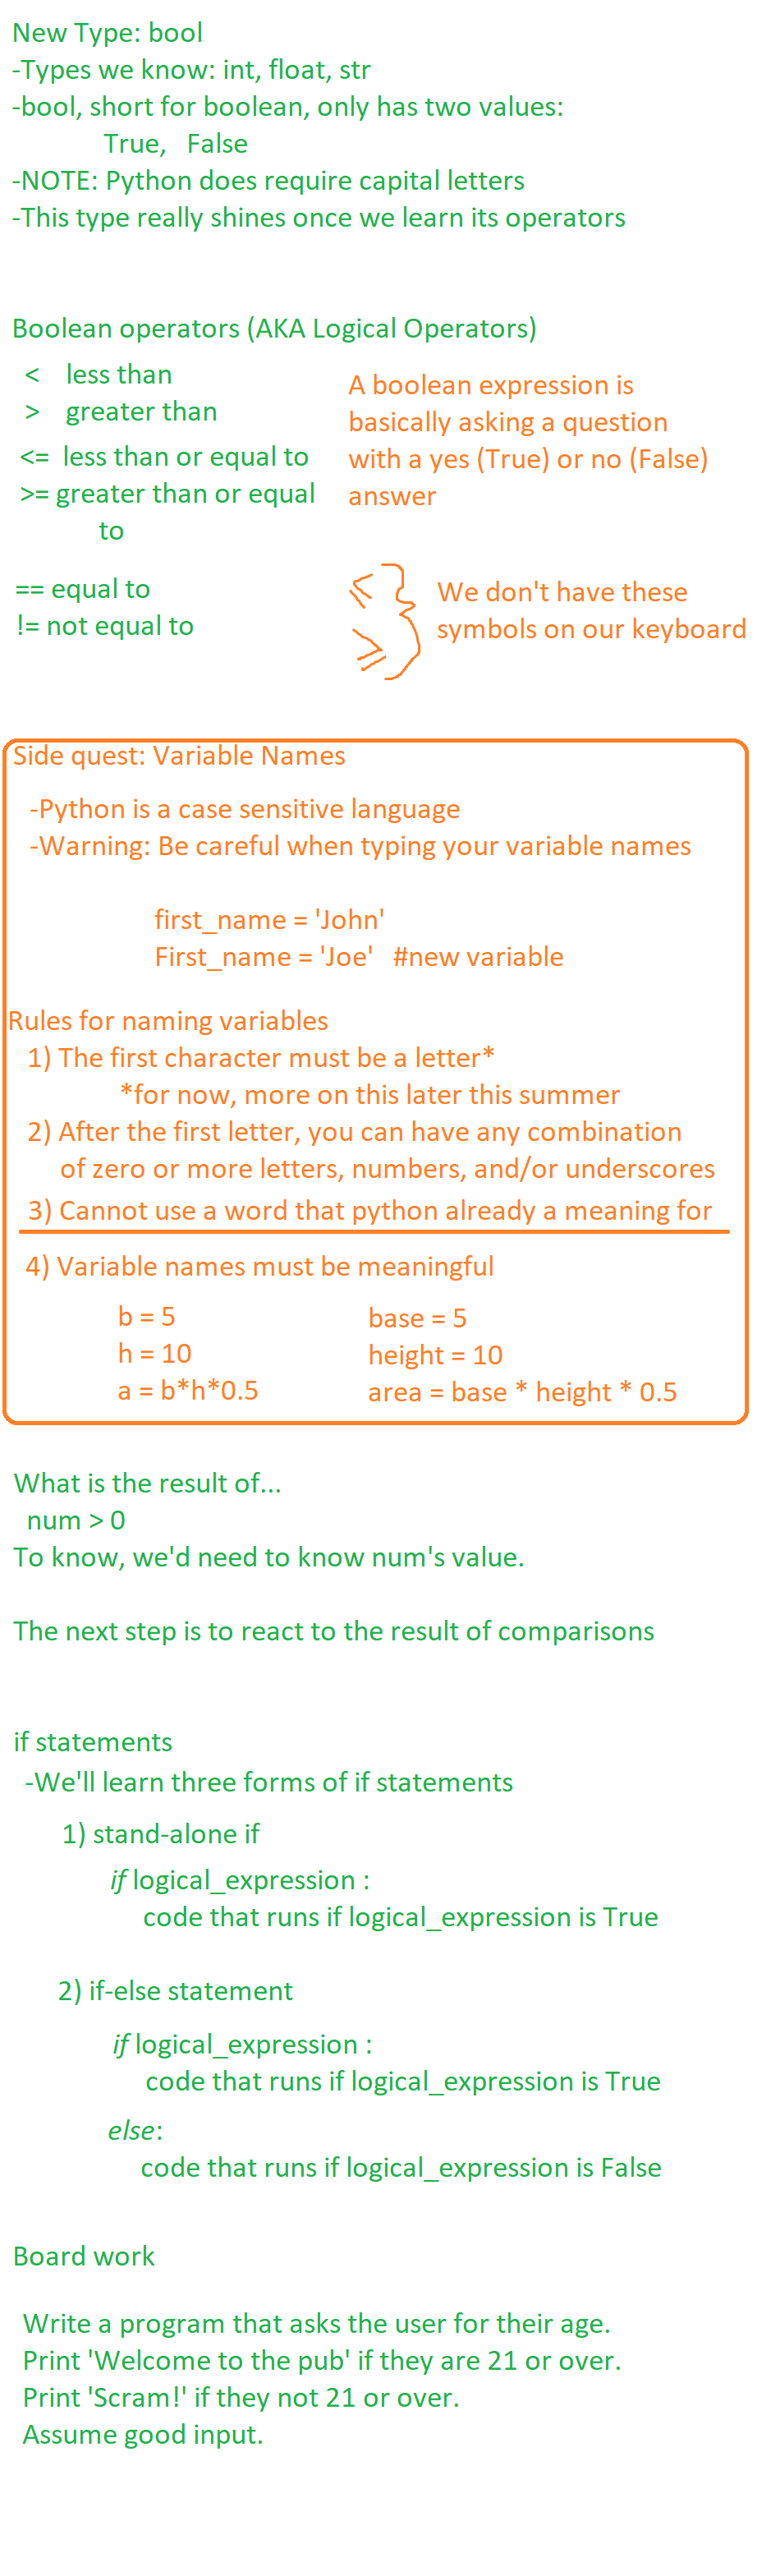 New Type: bool
-Types we know: int, float, str
-bool, short for boolean, only has two values:
True,   False
-NOTE: Python does require capital letters
-This type really shines once we learn its operators
Boolean operators (AKA Logical Operators)
<    less than
>    greater than
<=  less than or equal to
>= greater than or equal
to
== equal to
!= not equal to
A boolean expression is
basically asking a question
with a yes (True) or no (False)
answer
≤
≥
We don't have these
symbols on our keyboard
Side quest: Variable Names
-Python is a case sensitive language
-Warning: Be careful when typing your variable names
first_name = 'John'
First_name = 'Joe'   #new variable
Rules for naming variables
1) The first character must be a letter*
*for now, more on this later this summer
2) After the first letter, you can have any combination
of zero or more letters, numbers, and/or underscores
3) Cannot use a word that python already a meaning for
4) Variable names must be meaningful
b = 5
h = 10
a = b*h*0.5
base = 5
height = 10
area = base * height * 0.5
What is the result of...
num > 0
To know, we'd need to know num's value.
The next step is to react to the result of comparisons
if statements
-We'll learn three forms of if statements
1) stand-alone if
if logical_expression :
code that runs if logical_expression is True
2) if-else statement
if logical_expression :
code that runs if logical_expression is True
else:
code that runs if logical_expression is False
Board work
Write a program that asks the user for their age.
Print 'Welcome to the pub' if they are 21 or over.
Print 'Scram!' if they not 21 or over.
Assume good input.